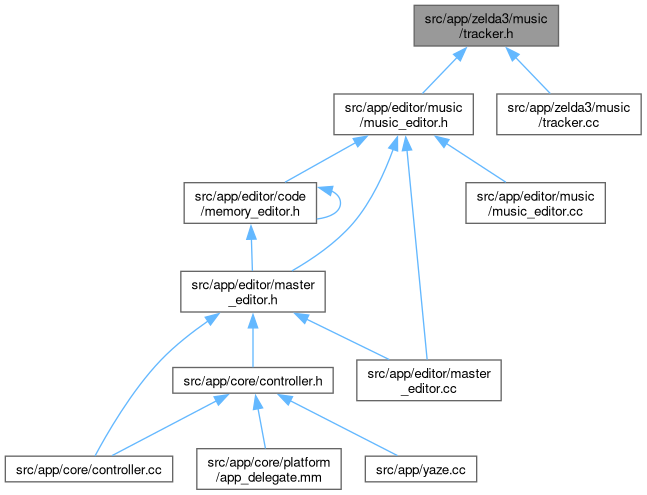 src/app/zelda3/music
/tracker.h
src/app/editor/music
/music_editor.h
src/app/zelda3/music
/tracker.cc
src/app/editor/code
/memory_editor.h
src/app/editor/music
/music_editor.cc
src/app/editor/master
_editor.h
src/app/core/controller.h
src/app/editor/master
_editor.cc
src/app/core/controller.cc
src/app/core/platform
/app_delegate.mm
src/app/yaze.cc